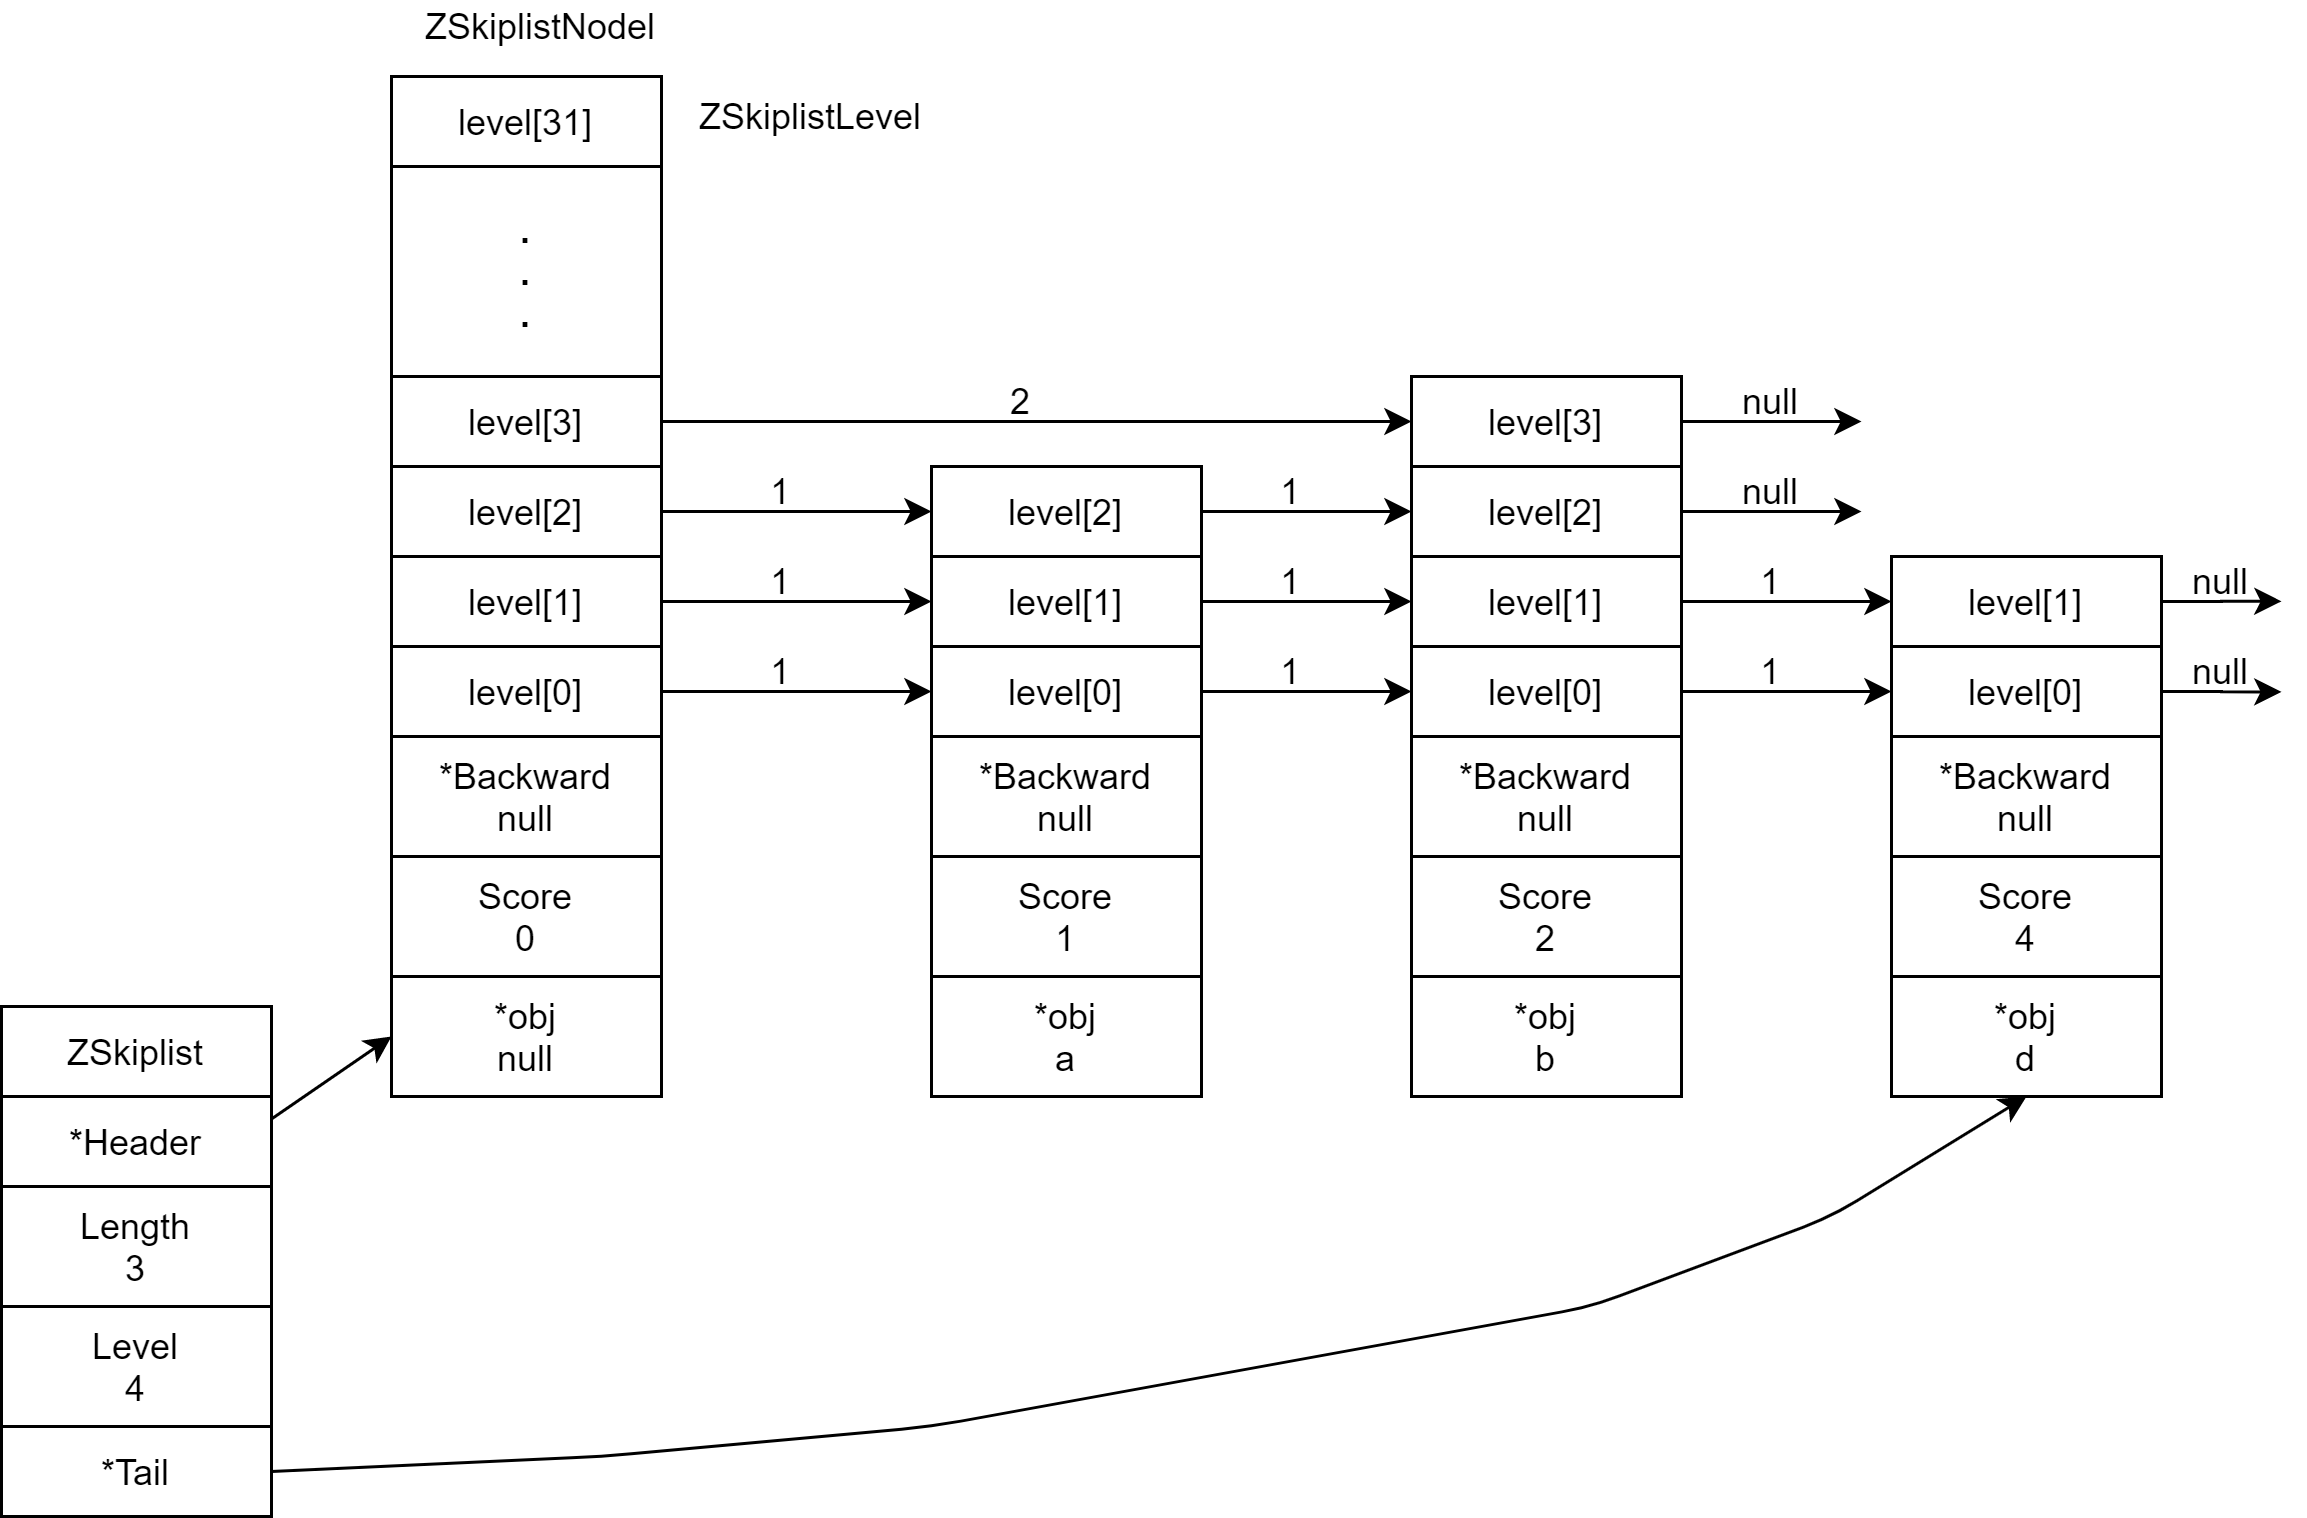 ZSkiplistNodel
level[31]
ZSkiplistLevel
.
.
.
level[3]
2
level[3]
null
level[2]
1
level[2]
1
level[2]
null
level[1]
1
level[1]
1
level[1]
1
level[1]
null
level[0]
1
level[0]
1
level[0]
1
level[0]
null
*Backward
null
*Backward
null
*Backward
null
*Backward
null
Score
0
Score
1
Score
2
Score
4
*obj
null
*obj
a
*obj
b
*obj
d
ZSkiplist
*Header
Length
3
Level
4
*Tail